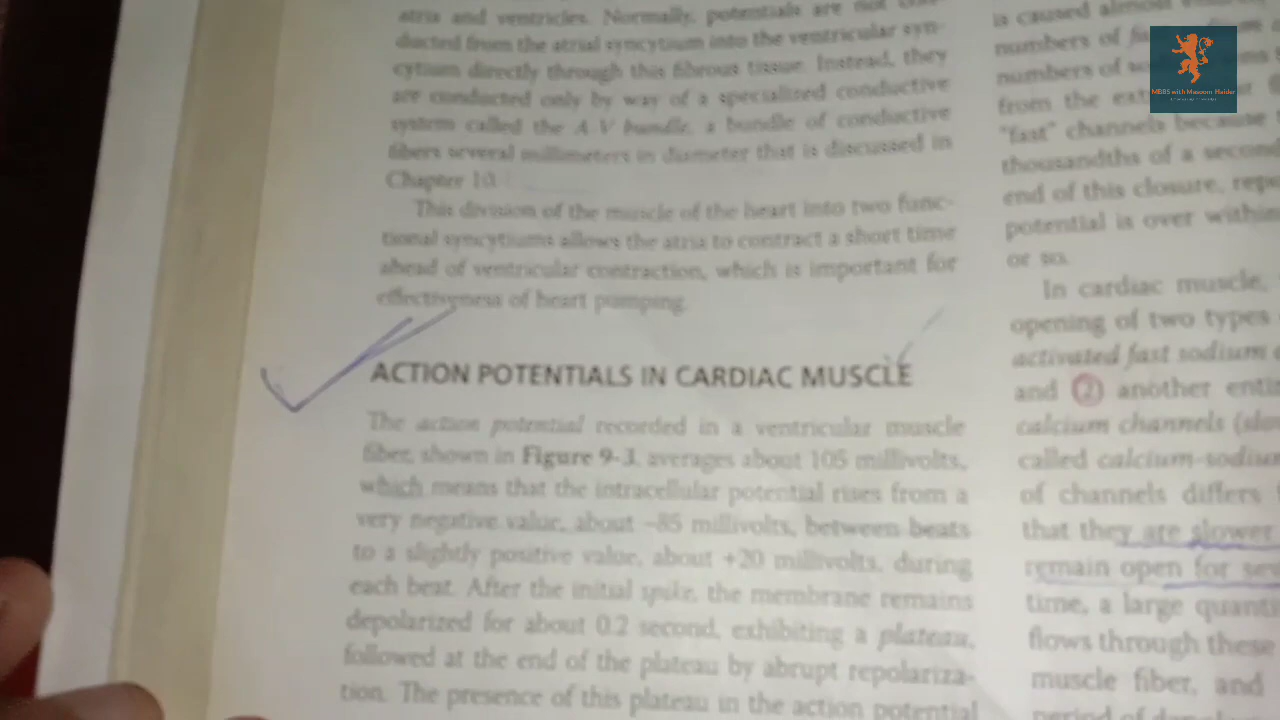 atria and ventricles. Normally, potentials are not con-
ducted from the atrial syncytium into the ventricular syn-
cytium directly through this fibrous tissue. Instead, they
are conducted only by way of a specialized conductive
system called the A-V bundle, a bundle of conductive
fibers several millimeters in diameter that is discussed in
Chapter 10.
This division of the muscle of the heart into two func-
tional syncytiums allows the atria to contract a short time
ahead of ventricular contraction, which is important for
effectiveness of heart pumping.
ACTION POTENTIALS IN CARDIAC MUSCLE
The action potential recorded in a ventricular muscle
fiber, shown in Figure 9-3, averages about 105 millivolts,
which means that the intracellular potential rises from a
very negative value, about −85 millivolts, between beats
to a slightly positive value, about +20 millivolts, during
each beat. After the initial spike, the membrane remains
depolarized for about 0.2 second, exhibiting a plateau,
followed at the end of the plateau by abrupt repolariza-
tion. The presence of this plateau in the action potential
is caused almost
numbers of
numbers of
from the
"fast" channels because
thousandths of a second
end of this closure,
potential is over within
or so.
In cardiac muscle,
opening of two types
activated fast sodium
and (2) another
calcium channels
called
of channels differs
that they are slower
remain open for
time, a large
flows through these
muscle fiber, and
period of
MBBS with Masoom Haider